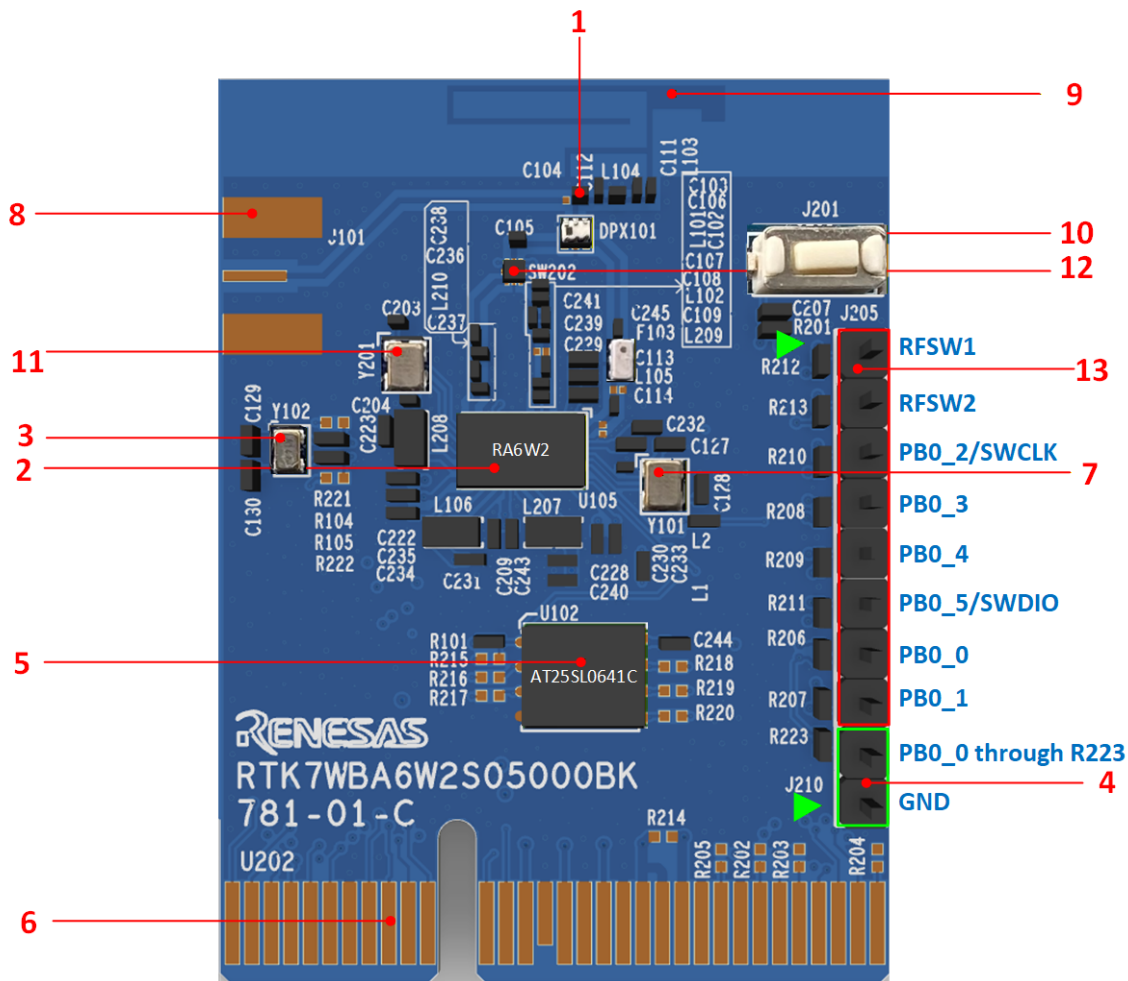 1
9
C104
C112
L104
C111
L103
8
J101
C238
C236
L210
C237
C105
DPX101
SW202
C103
C106
L101
C102
C107
C108
L102
C109
L209
J201
10
12
C207
R201
J205
C203
11
Y201
C204
C241
C239
C229
C245
F103
C113
L105
C114
R212
RFSW1
13
RFSW2
R213
3
C129
Y102
2
C130
C223
L208
RA6W2
U105
C232
C127
C128
Y101
7
R210
PB0_2/SWCLK
R221
R104
R105
R222
L106
L207
L2
R208
PB0_3
C222
C235
C234
C231
C209
C243
C228
C240
C230
C233
L1
R209
PB0_4
R211
PB0_5/SWDIO
U102
5
R101
R215
R216
R217
AT25SL0641C
C244
R218
R219
R220
R206
PB0_0
R207
PB0_1
R223
PB0_0 through R223
4
J210
GND
RENESAS
RTK7WBA6W2S05000BK
781-01-C
U202
R214
R205
R202
R203
R204
6